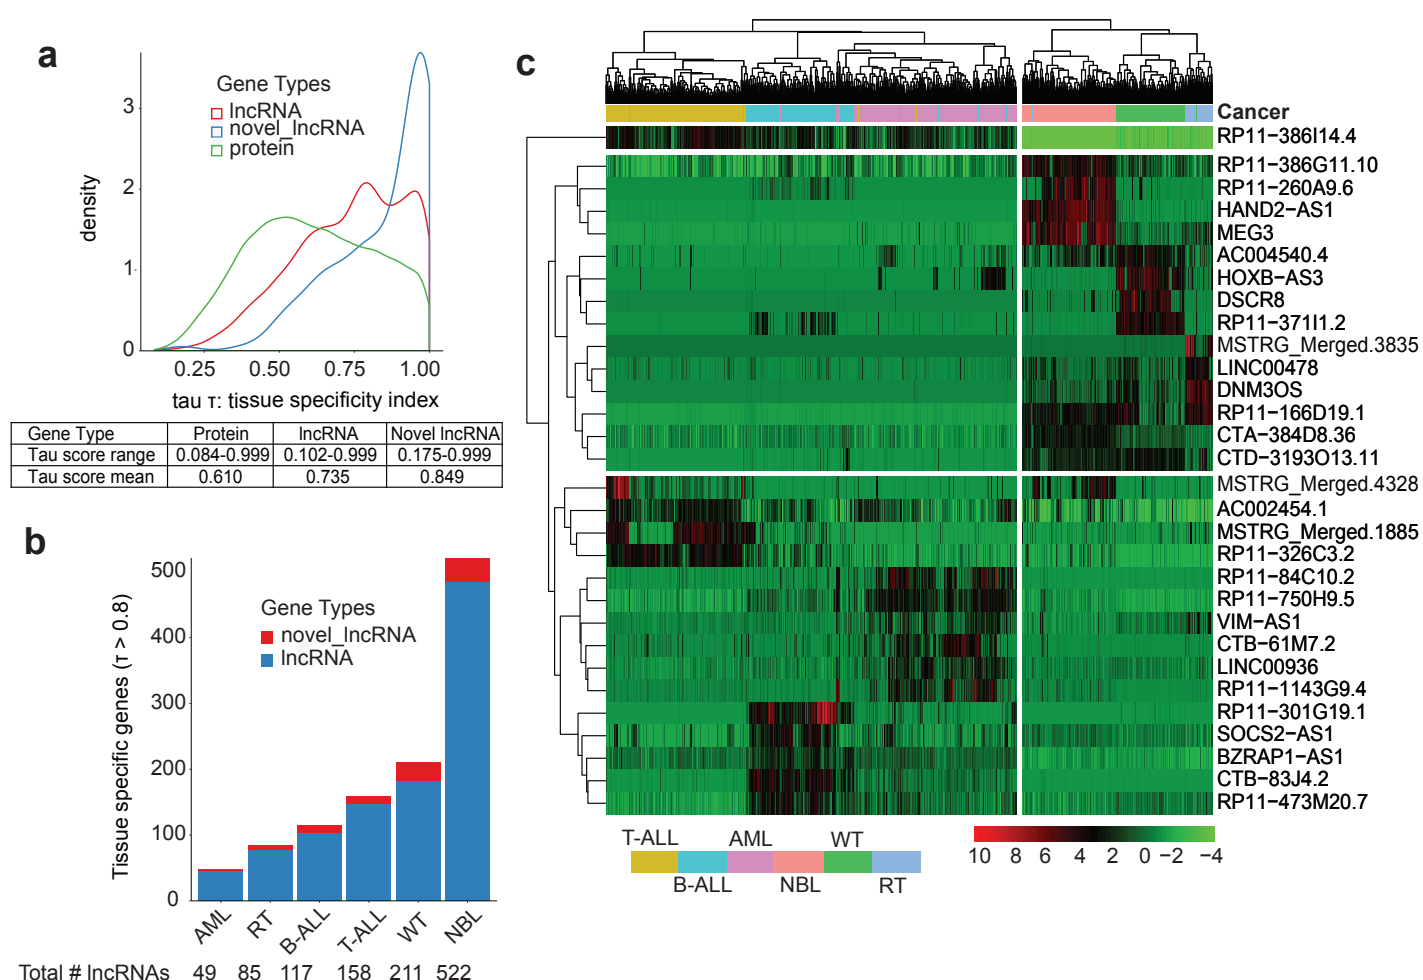 a
Gene Types
lncRNA
novel_lncRNA
protein
density
3
2
1
0
0.25 0.50 0.75 1.00
tau τ: tissue specificity index
Gene Type Protein lncRNA Novel lncRNA
Tau score range 0.084-0.999 0.102-0.999 0.175-0.999
Tau score mean 0.610 0.735 0.849
b
Gene Types
novel_lncRNA
lncRNA
Tissue specific genes (τ > 0.8)
500
400
300
200
100
0
AML RT B-ALL T-ALL WT NBL
Total # lncRNAs 49 85 117 158 211 522
c
Cancer
RP11−386I14.4
RP11−386G11.10
RP11−260A9.6
HAND2−AS1
MEG3
AC004540.4
HOXB−AS3
DSCR8
RP11−371I1.2
MSTRG_Merged.3835
LINC00478
DNM3OS
RP11−166D19.1
CTA−384D8.36
CTD−3193O13.11
MSTRG_Merged.4328
AC002454.1
MSTRG_Merged.1885
RP11−326C3.2
RP11−84C10.2
RP11−750H9.5
VIM−AS1
CTB−61M7.2
LINC00936
RP11−1143G9.4
RP11−301G19.1
SOCS2−AS1
BZRAP1−AS1
CTB−83J4.2
RP11−473M20.7
T-ALL AML WT
B-ALL NBL RT
10 8 6 4 2 0 −2 −4